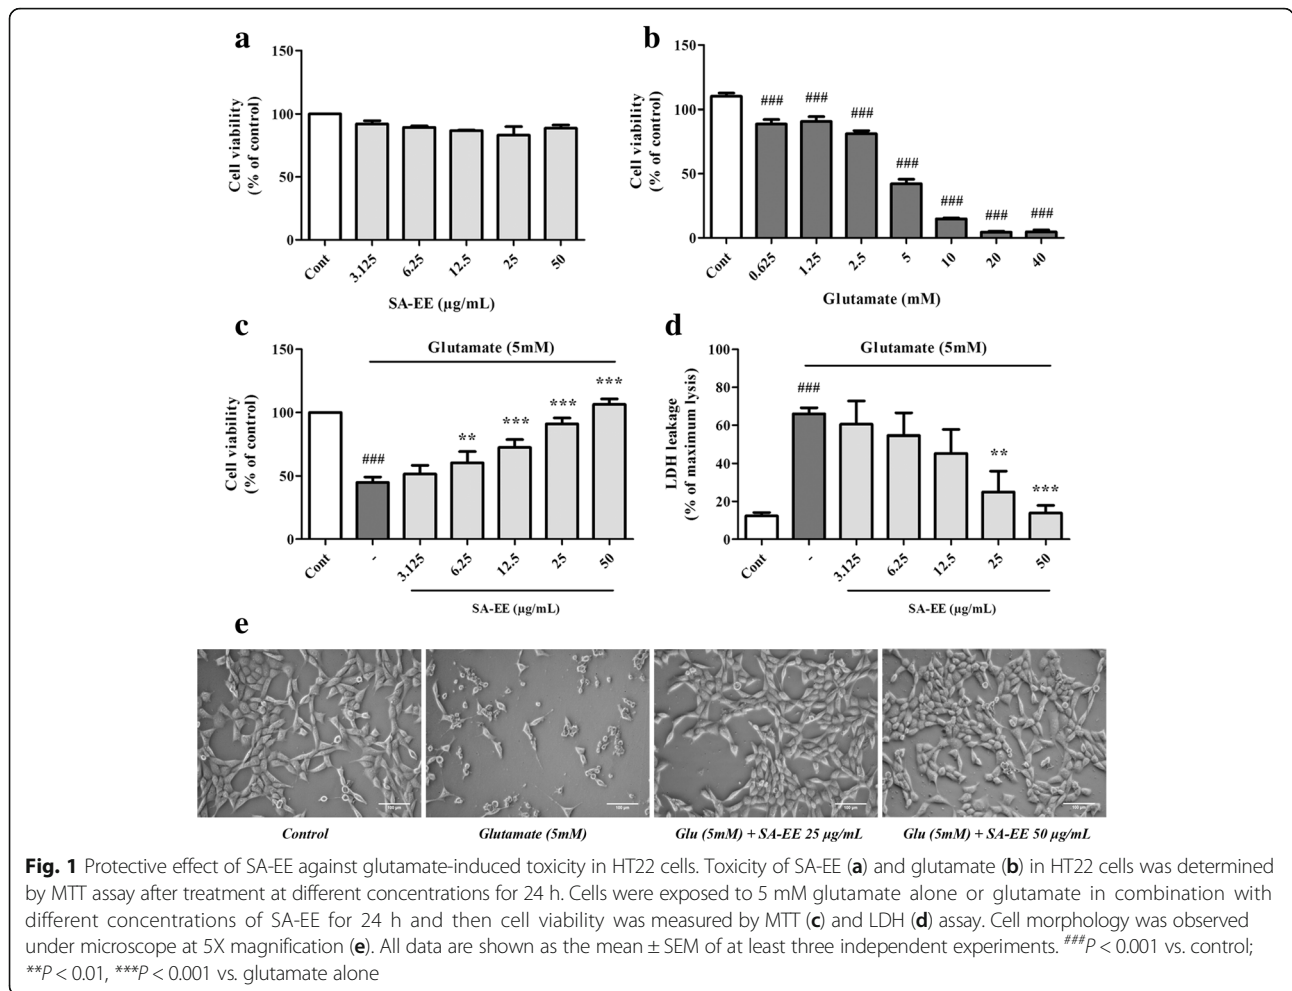 a
150
100
50
0
Cell viability
(% of control)
Cont
3.125
6.25
12.5
25
50
SA-EE (µg/mL)
b
150
100
50
0
Cell viability
(% of control)
###
###
###
###
###
###
###
Cont
0.625
1.25
2.5
5
10
20
40
Glutamate (mM)
c
Glutamate (5mM)
150
100
50
0
Cell viability
(% of control)
###
**
***
***
***
Cont
-
3.125
6.25
12.5
25
50
SA-EE (µg/mL)
d
Glutamate (5mM)
100
80
60
40
20
0
LDH leakage
(% of maximum lysis)
###
**
***
Cont
-
3.125
6.25
12.5
25
50
SA-EE (µg/mL)
e
100 µm
100 µm
100 µm
100 µm
Control
Glutamate (5mM)
Glu (5mM) + SA-EE 25 µg/mL
Glu (5mM) + SA-EE 50 µg/mL
Fig. 1 Protective effect of SA-EE against glutamate-induced toxicity in HT22 cells. Toxicity of SA-EE (a) and glutamate (b) in HT22 cells was determined
by MTT assay after treatment at different concentrations for 24 h. Cells were exposed to 5 mM glutamate alone or glutamate in combination with
different concentrations of SA-EE for 24 h and then cell viability was measured by MTT (c) and LDH (d) assay. Cell morphology was observed
under microscope at 5X magnification (e). All data are shown as the mean ± SEM of at least three independent experiments. ###P < 0.001 vs. control;
**P < 0.01, ***P < 0.001 vs. glutamate alone